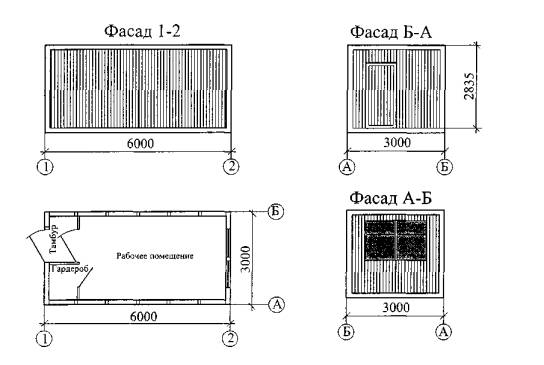 Фасад 1-2
6000
1
2
Фасад Б-А
2835
3000
А
Б
Тамбур
Гардероб
Рабочее помещение
Б
3000
А
6000
1
2
Фасад А-Б
3000
Б
А